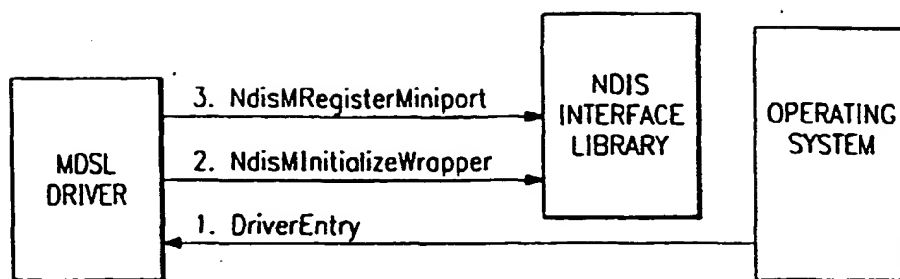 3. NdisMRegisterMiniport
2. NdisMInitializeWrapper
1. DriverEntry
MDSL
DRIVER
NDIS
INTERFACE
LIBRARY
OPERATING
SYSTEM